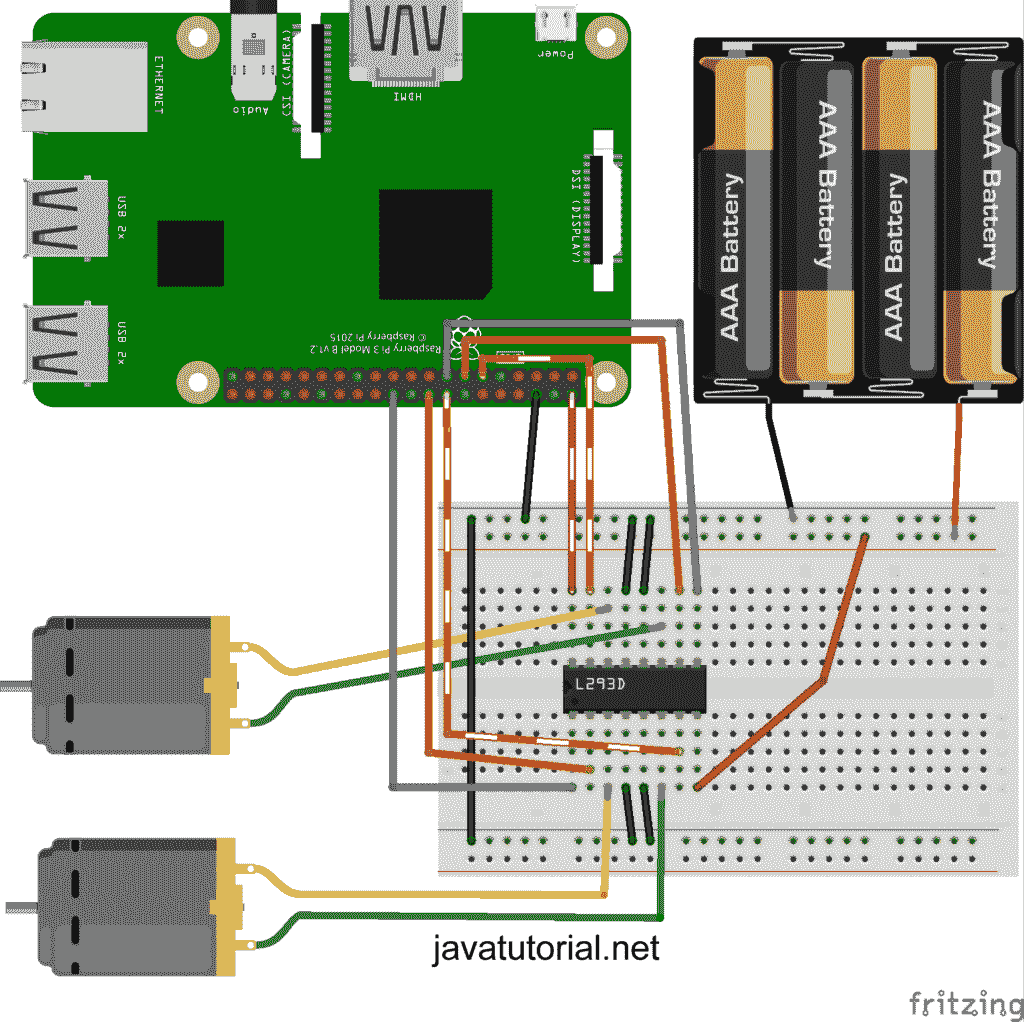 ETHERNET
Audio
CSI (CAMERA)
HDMI
Power
USB 2x
USB 2x
DSI (DISPLAY)
© Raspberry Pi 2015
Raspberry Pi 3 Model B v1.2
AAA Battery
AAA Battery
AAA Battery
AAA Battery
L293D
javatutorial.net
fritzing